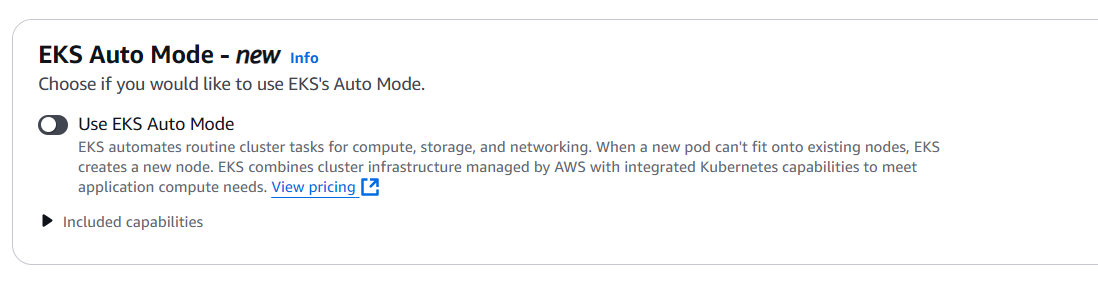 EKS Auto Mode - new Info
Choose if you would like to use EKS's Auto Mode.
Use EKS Auto Mode
EKS automates routine cluster tasks for compute, storage, and networking. When a new pod can't fit onto existing nodes, EKS
creates a new node. EKS combines cluster infrastructure managed by AWS with integrated Kubernetes capabilities to meet
application compute needs. View pricing
Included capabilities